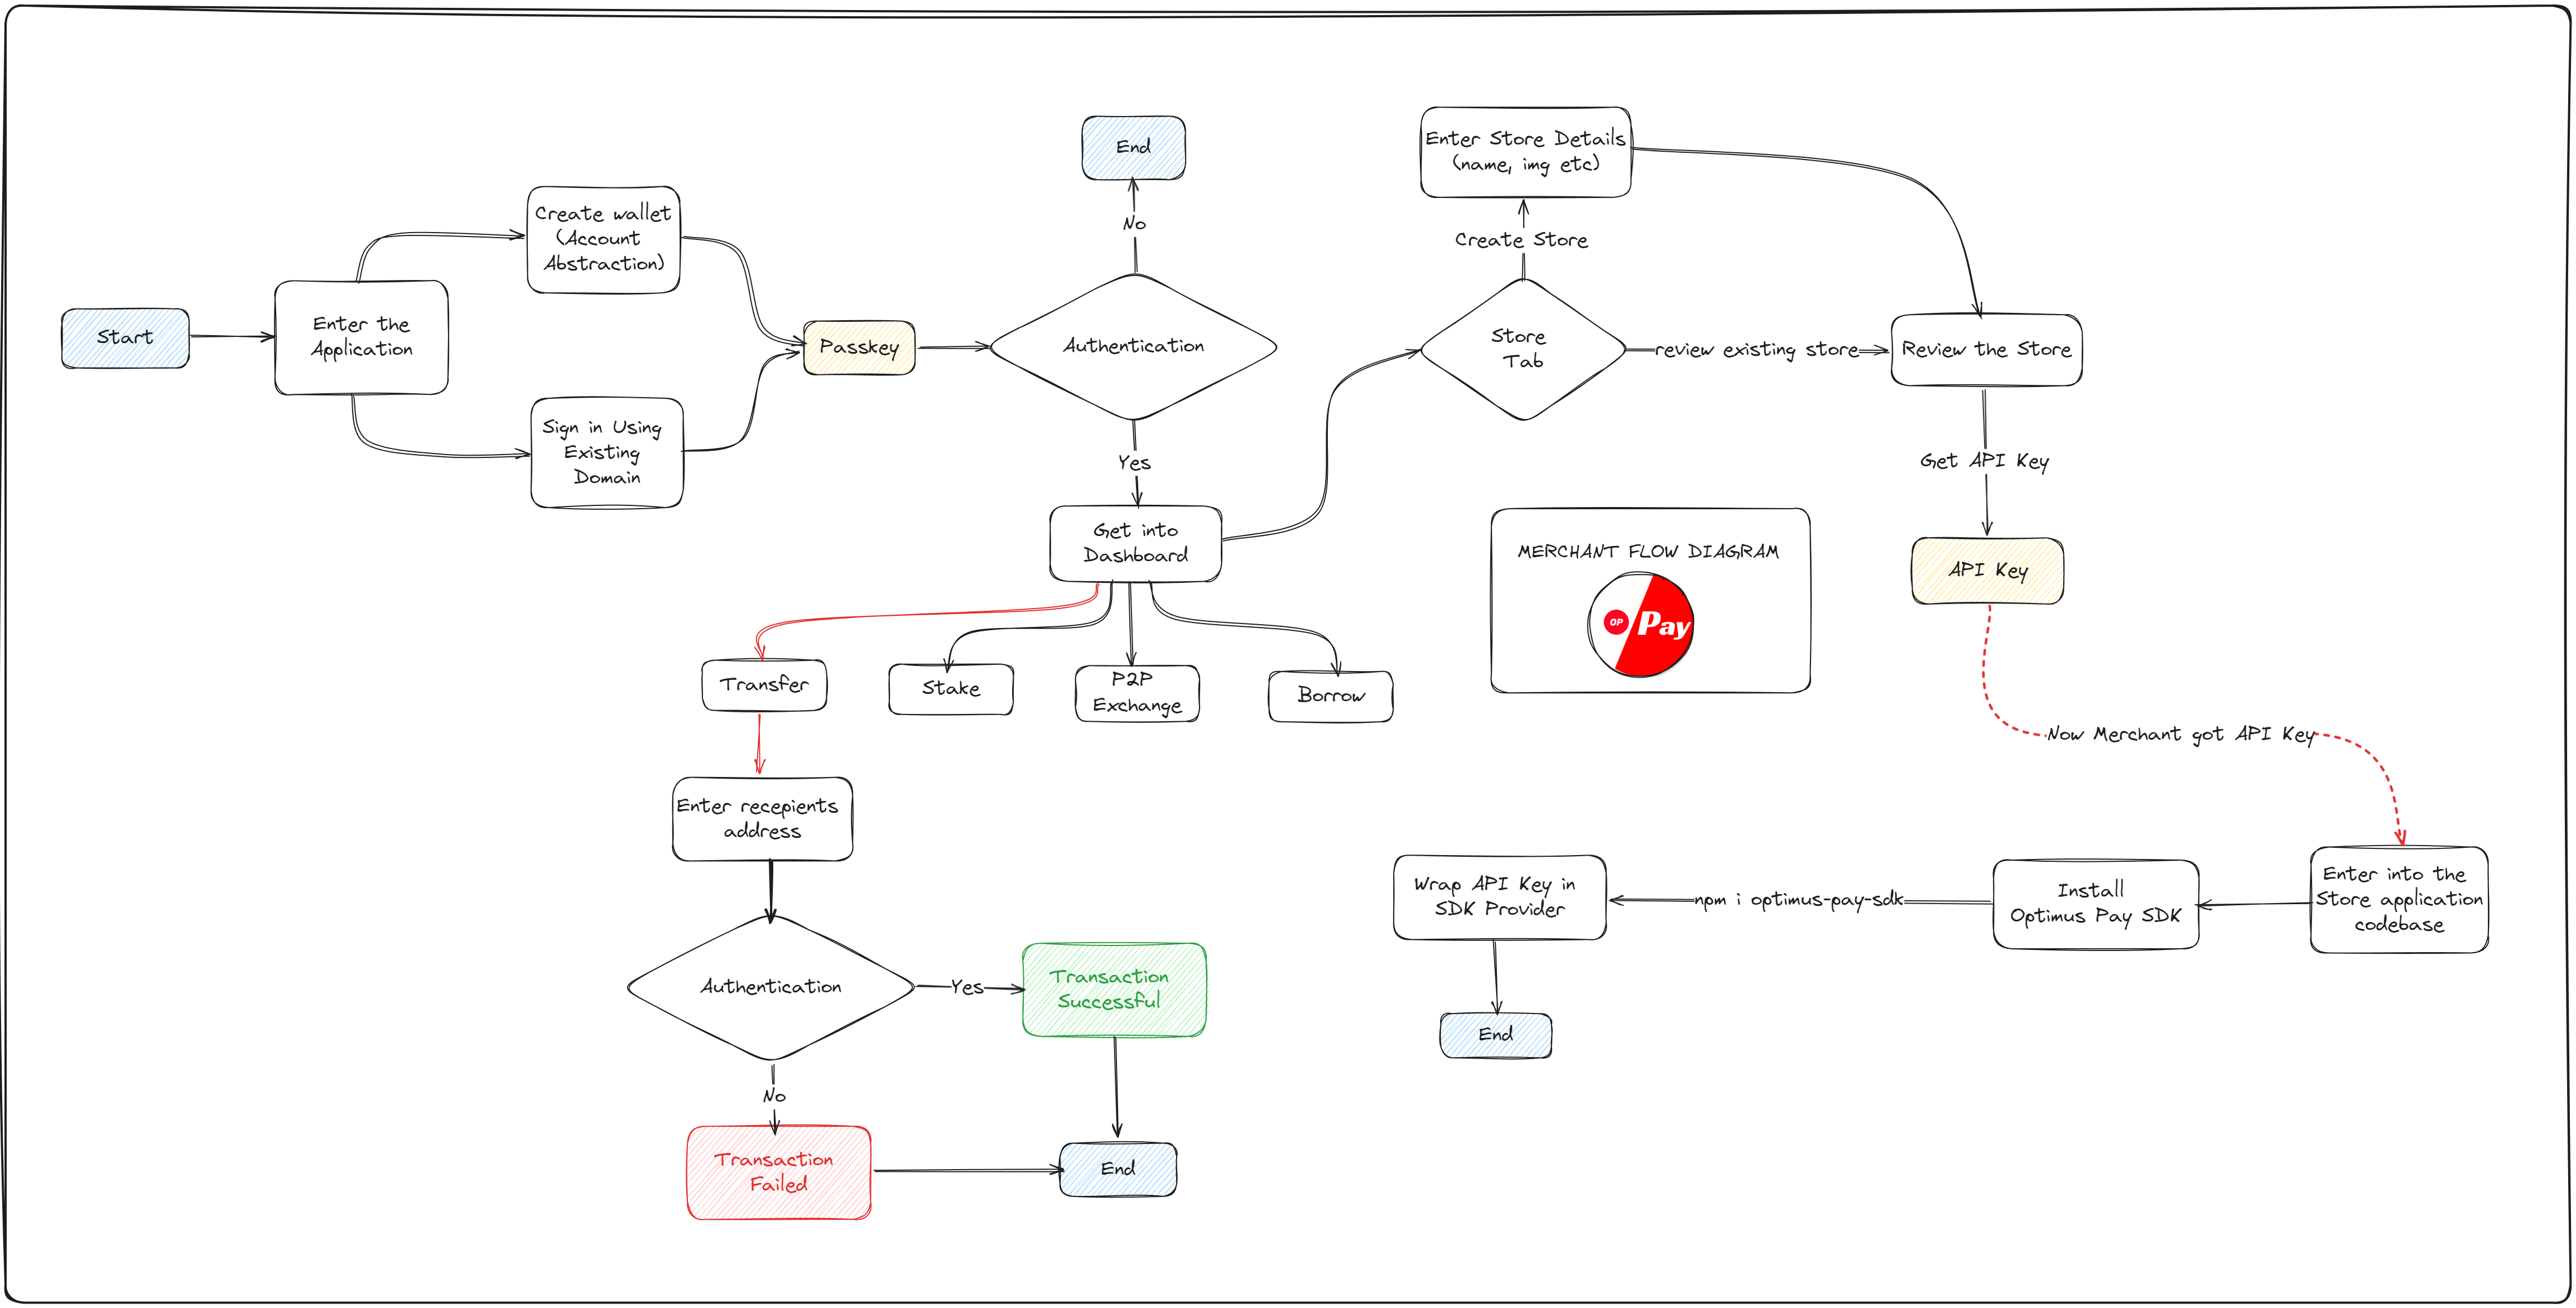 Start
Enter the
Application
Create wallet
(Account
Abstraction)
Sign in Using
Existing
Domain
Passkey
Authentication
No
End
Yes
Get into
Dashboard
Transfer
Stake
P2P
Exchange
Borrow
Enter recepients
address
Authentication
Yes
Transaction
Successful
No
Transaction
Failed
End
Store
Tab
Create Store
Enter Store Details
(name, img etc)
review existing store
Review the Store
Get API Key
API Key
MERCHANT FLOW DIAGRAM
OP
Pay
Now Merchant got API Key
Enter into the
Store application
codebase
Install
Optimus Pay SDK
npm i optimus-pay-sdk
Wrap API Key in
SDK Provider
End